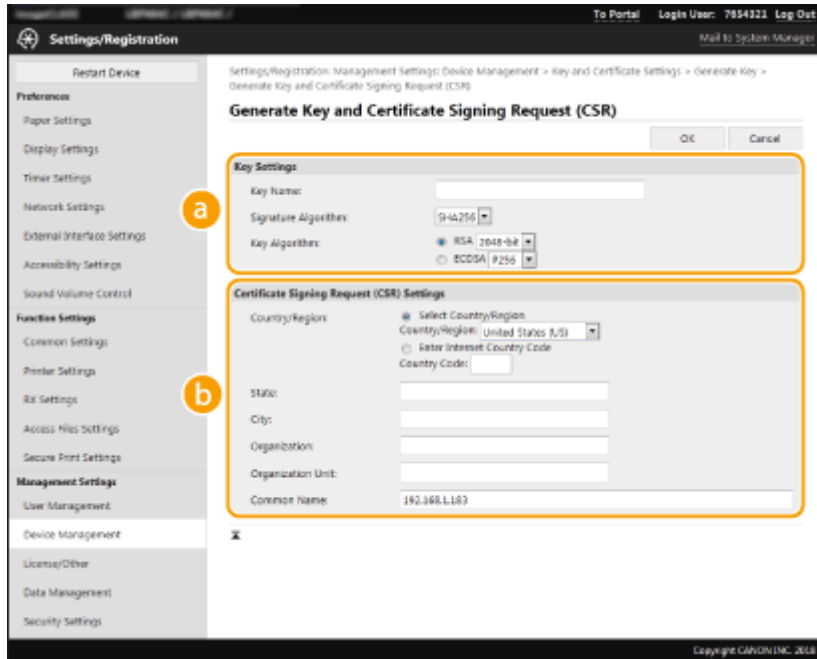 To Portal Login User: 7654321 Log Out
Settings/Registration
Mail to System Manager
Restart Device
Preferences
Paper Settings
Display Settings
Timer Settings
Network Settings
External Interface Settings
Accessibility Settings
Sound Volume Control
Function Settings
Common Settings
Printer Settings
RX Settings
Access Files Settings
Secure Print Settings
Management Settings
User Management
Device Management
License/Other
Data Management
Security Settings
Settings/Registration: Management Settings: Device Management > Key and Certificate Settings > Generate Key >
Generate Key and Certificate Signing Request (CSR)
Generate Key and Certificate Signing Request (CSR)
OK Cancel
a
Key Settings
Key Name:
Signature Algorithm: SHA256
Key Algorithm: RSA 2048-bit
ECDSA P256
b
Certificate Signing Request (CSR) Settings
Country/Region: Select Country/Region
Country/Region: United States (US)
Enter Internet Country Code
Country Code:
State:
City:
Organization:
Organization Unit:
Common Name: 192.168.1.183
Copyright CANON INC. 2018